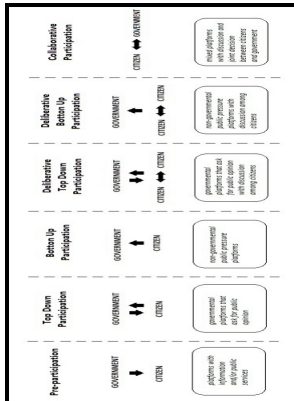 Pre-participation
GOVERNMENT
CITIZEN
platforms with
information
and/or public
services
Top Down
Participation
GOVERNMENT
CITIZEN
governmental
platforms that
ask for public
opinion
Bottom Up
Participation
GOVERNMENT
CITIZEN
non-governmental
public pressure
platforms
Deliberative
Top Down
Participation
GOVERNMENT
CITIZEN
CITIZEN
governmental
platforms that ask
for public opinion
with discussion
among citizens
Deliberative
Bottom Up
Participation
GOVERNMENT
CITIZEN
CITIZEN
non-governmental
public pressure
platforms with
discussion among
citizens
Collaborative
Participation
CITIZEN
GOVERNMENT
mixed platforms
with discussion and
joint decision
between citizens
and government